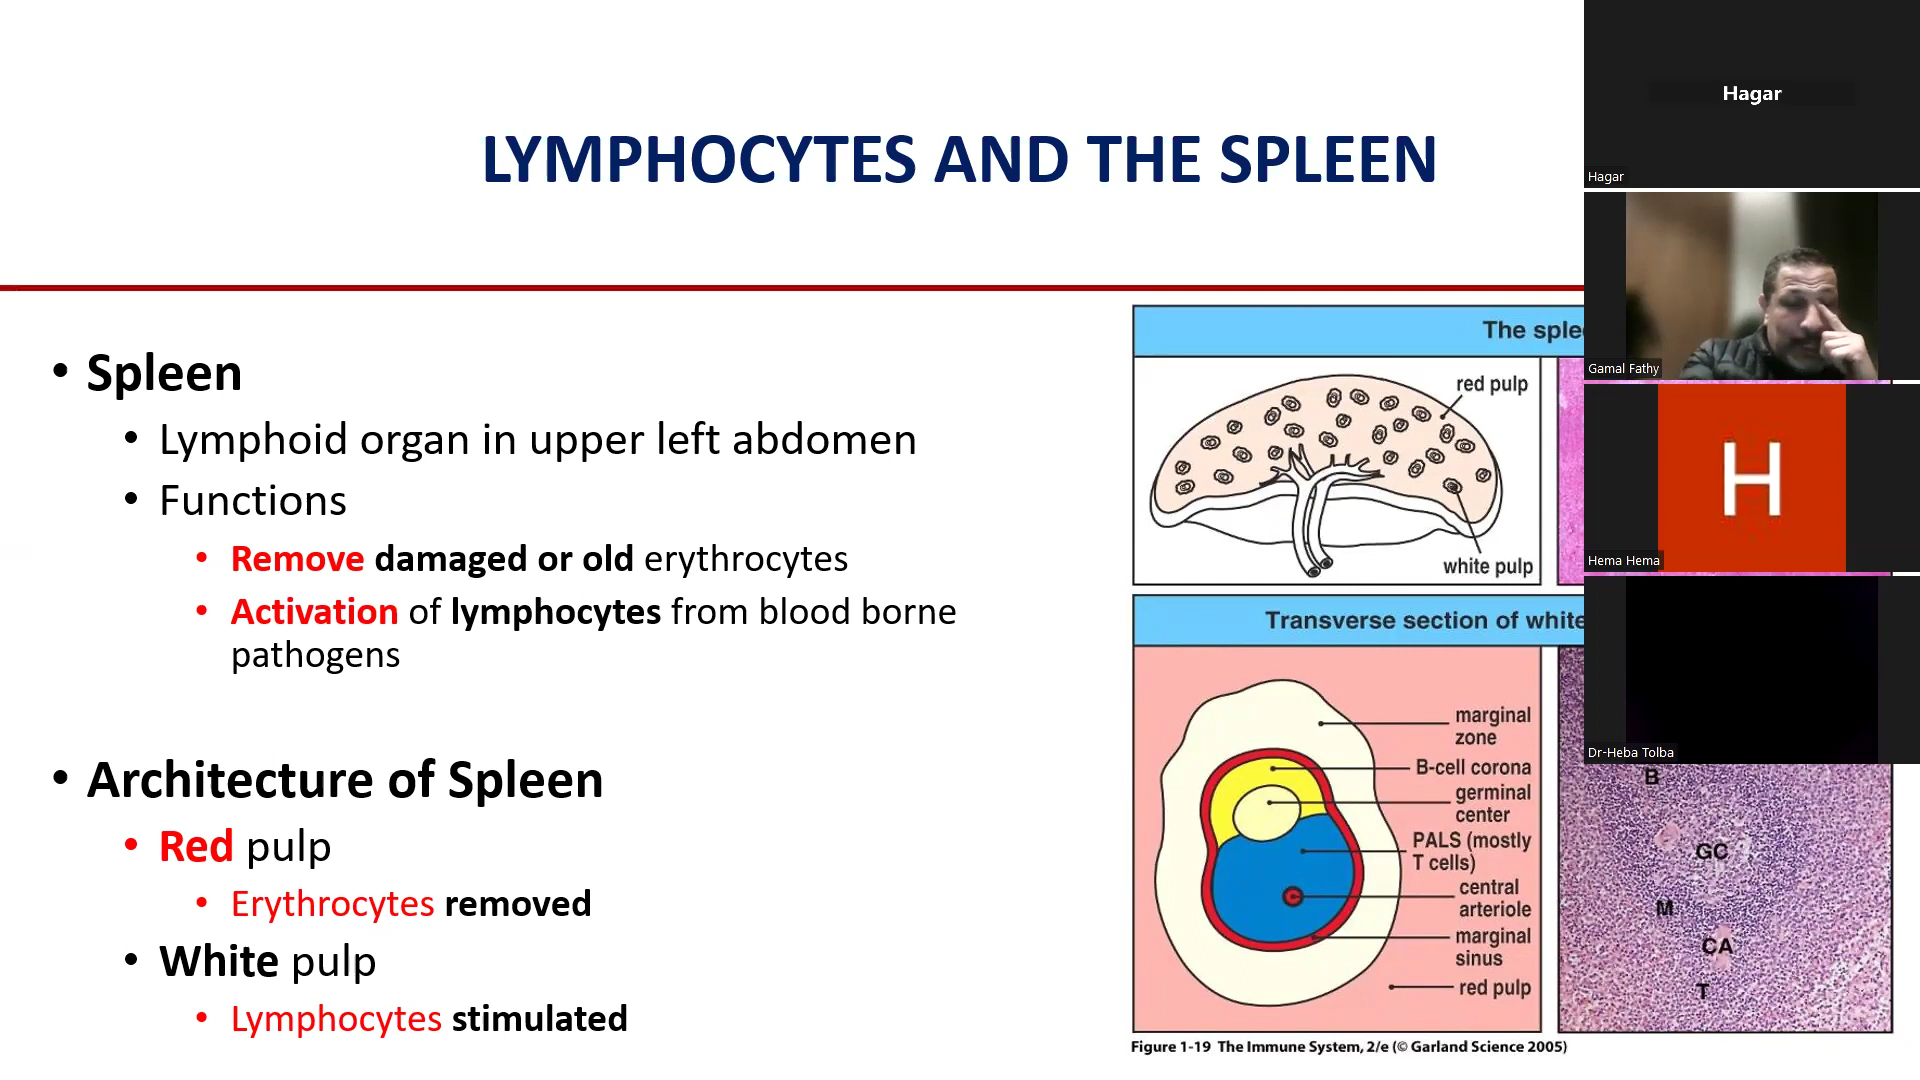 LYMPHOCYTES AND THE SPLEEN
• Spleen
• Lymphoid organ in upper left abdomen
• Functions
• Remove damaged or old erythrocytes
• Activation of lymphocytes from blood borne
pathogens
• Architecture of Spleen
• Red pulp
• Erythrocytes removed
• White pulp
• Lymphocytes stimulated
The sple
red pulp
white pulp
Transverse section of white
marginal
zone
B-cell corona
germinal
center
PALS (mostly
T cells)
central
arteriole
marginal
sinus
red pulp
B
GC
M
CA
T
Figure 1-19 The Immune System, 2/e (© Garland Science 2005)
Hagar
Hagar
Gamal Fathy
H
Hema Hema
Dr-Heba Tolba